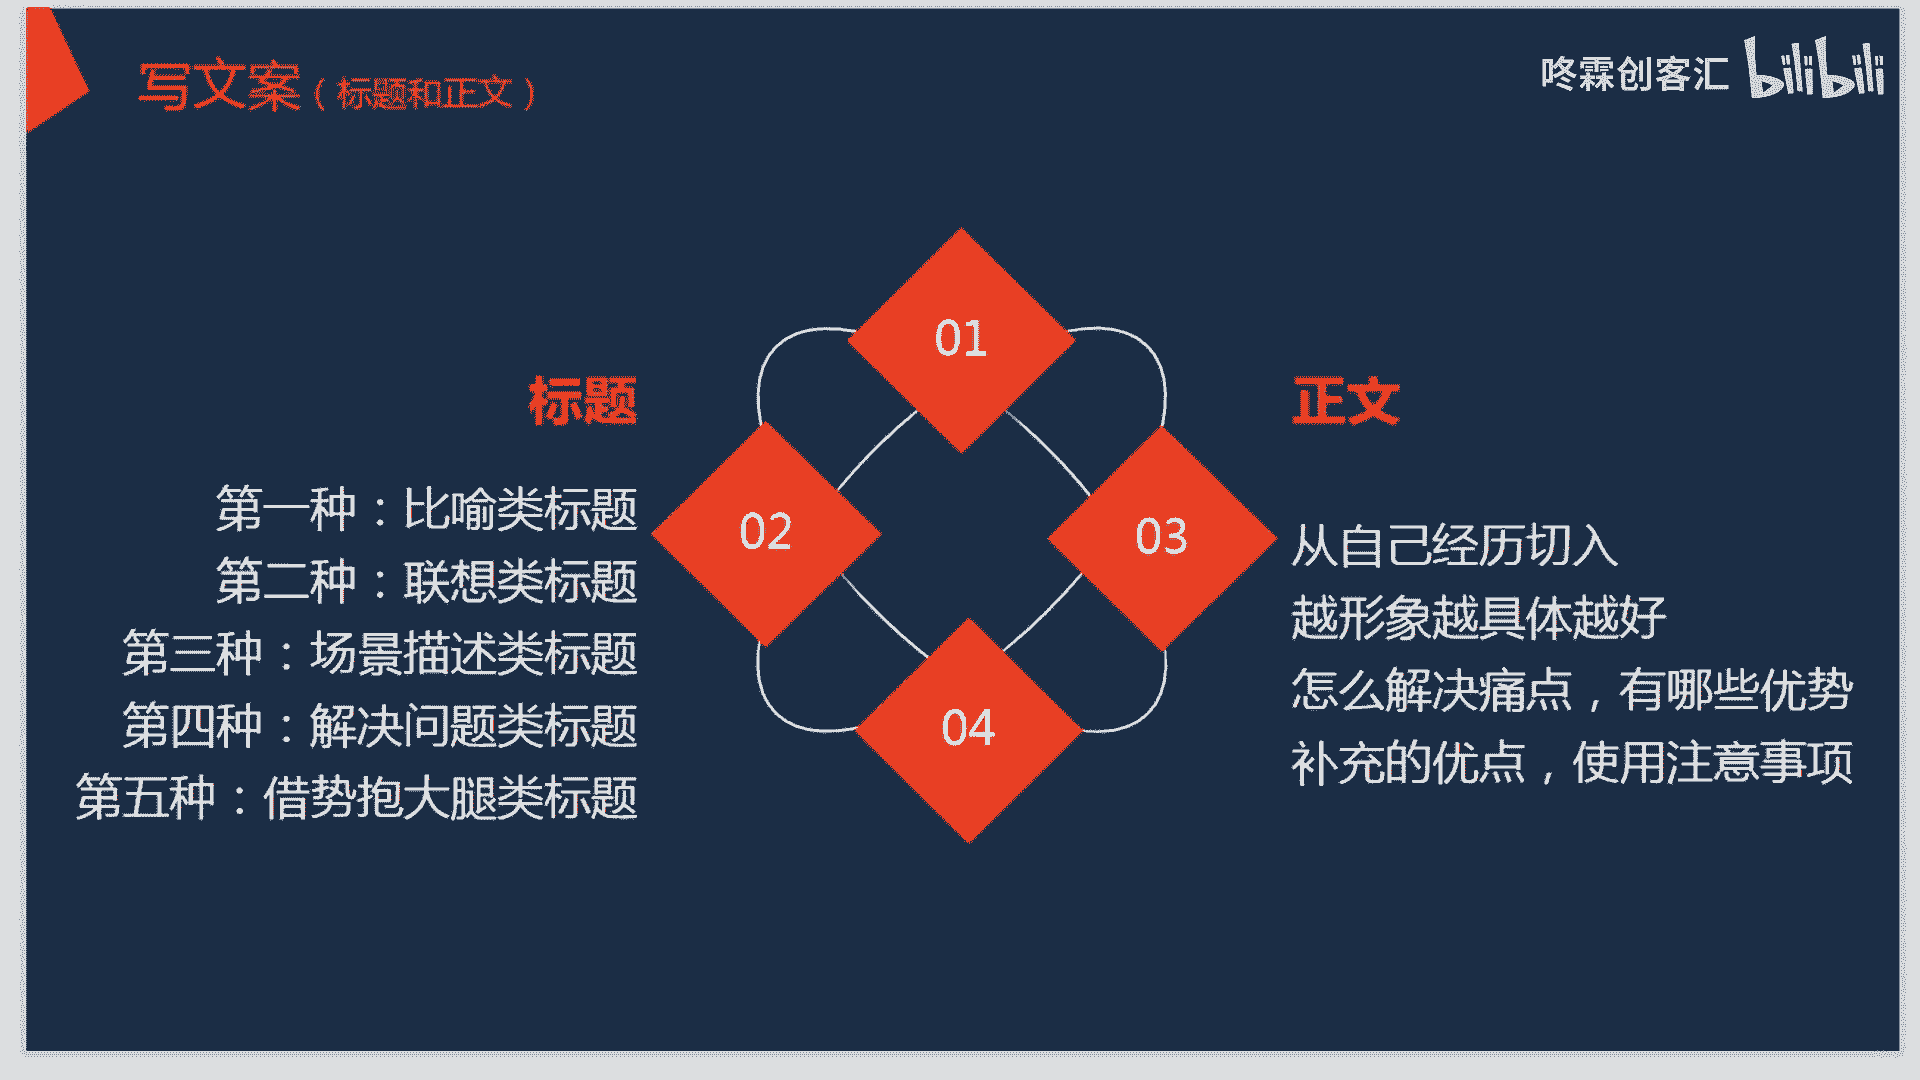 写文案（标题和正文）
咚霖创客汇 bilibili
01
02
03
04
标题
第一种：比喻类标题
第二种：联想类标题
第三种：场景描述类标题
第四种：解决问题类标题
第五种：借势抱大腿类标题
正文
从自己经历切入
越形象越具体越好
怎么解决痛点，有哪些优势
补充的优点，使用注意事项